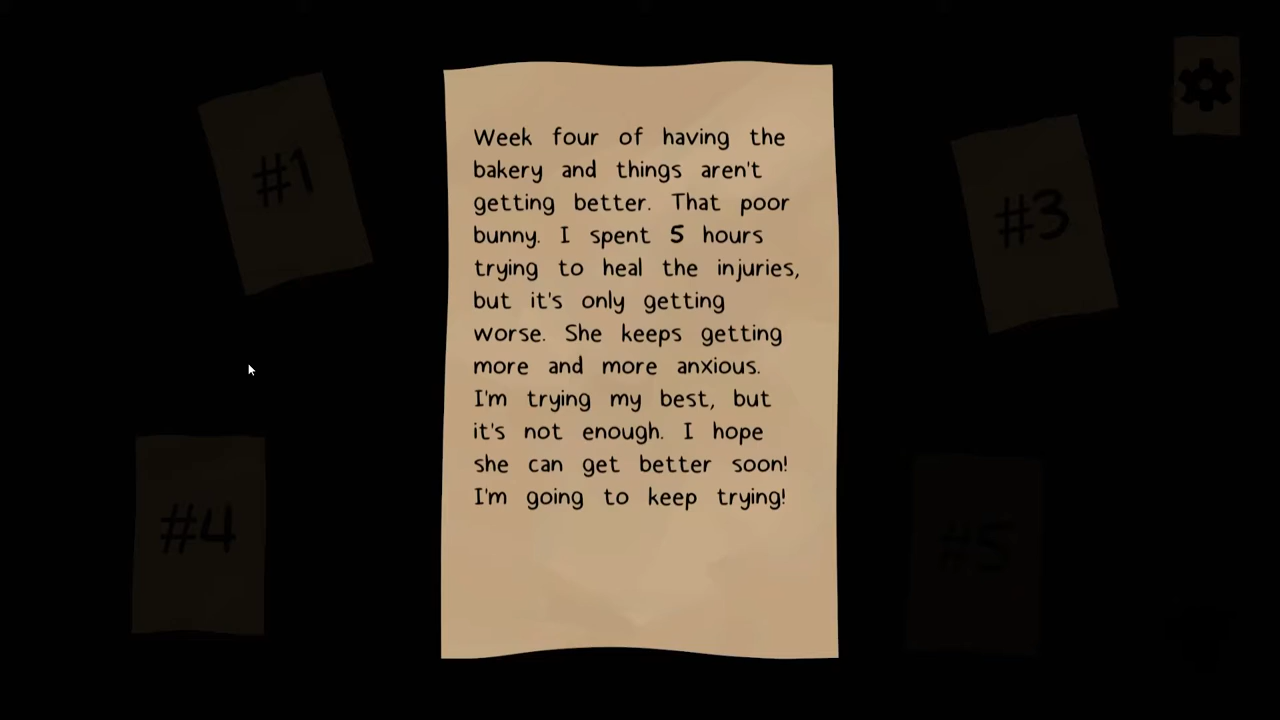 #1
#3
Week four of having the
bakery and things aren't
getting better. That poor
bunny. I spent 5 hours
trying to heal the injuries,
but it's only getting
worse. She keeps getting
more and more anxious.
I'm trying my best, but
it's not enough. I hope
she can get better soon!
I'm going to keep trying!
#4
#5